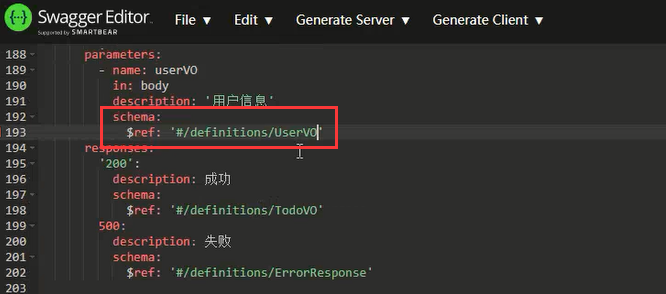 Swagger Editor.
Supported by SMARTBEAR
File ▼ Edit ▼ Generate Server ▼ Generate Client ▼
188 parameters:
189 - name: userVO
190 in: body
191 description: '用户信息'
192 schema:
193 $ref: '#/definitions/UserVO'
194 responses:
195 '200':
196 description: 成功
197 schema:
198 $ref: '#/definitions/TodoVO'
199 500:
200 description: 失败
201 schema:
202 $ref: '#/definitions/ErrorResponse'
203